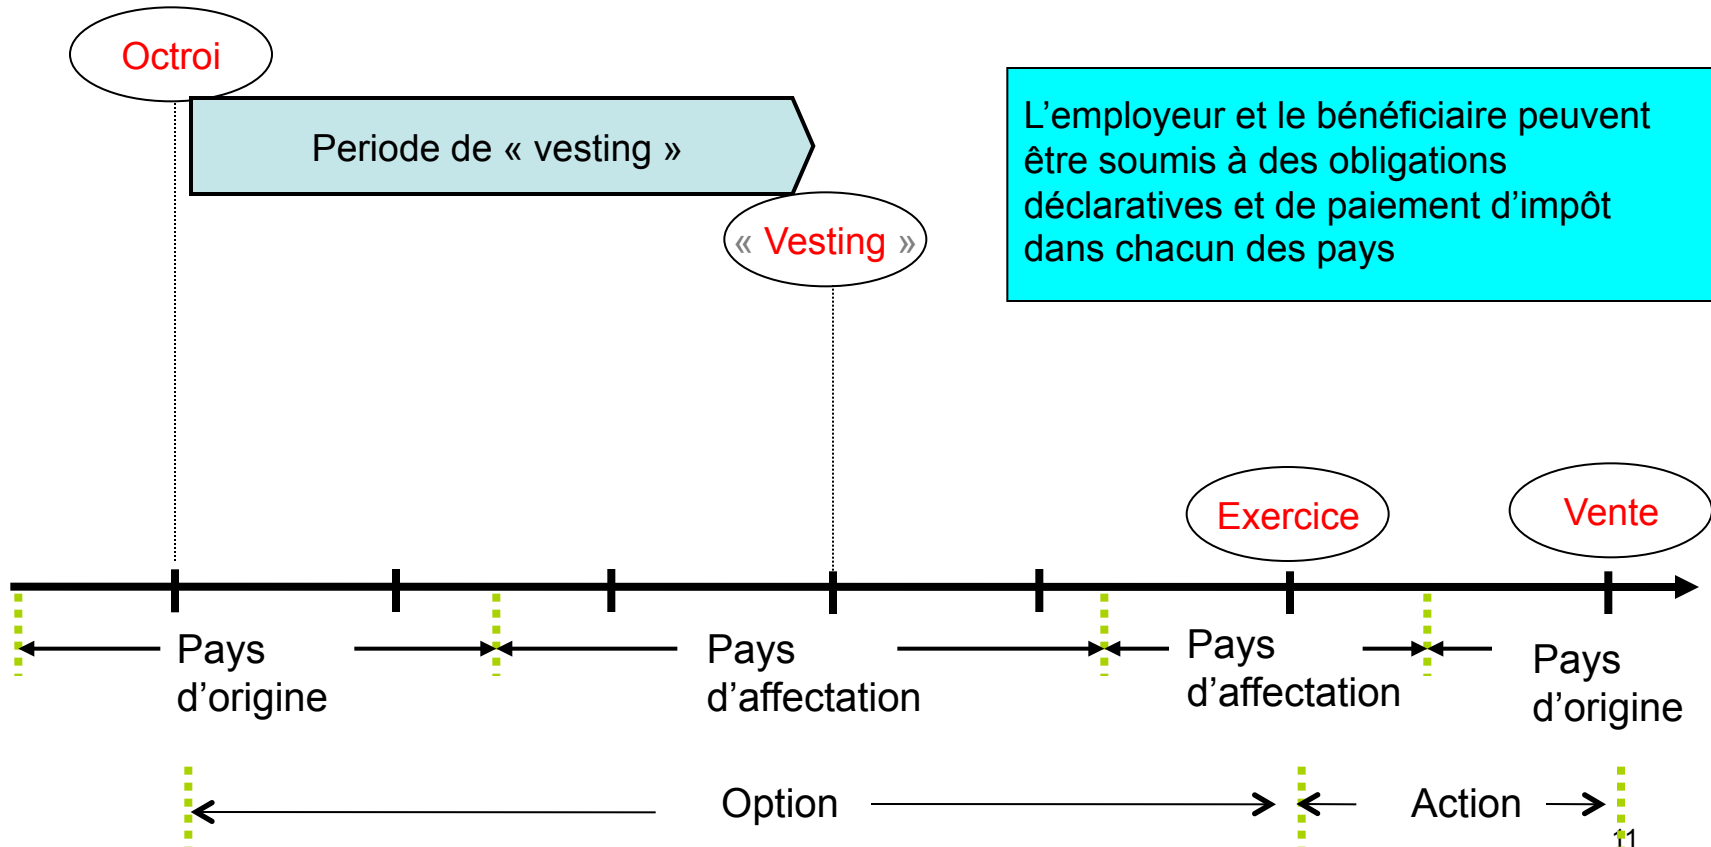 Octroi
Periode de « vesting »
« Vesting »
L’employeur et le bénéficiaire peuvent
être soumis à des obligations
déclaratives et de paiement d’impôt
dans chacun des pays
Exercice
Vente
Pays
d’origine
Pays
d’affectation
Pays
d’affectation
Pays
d’origine
Option
Action
11